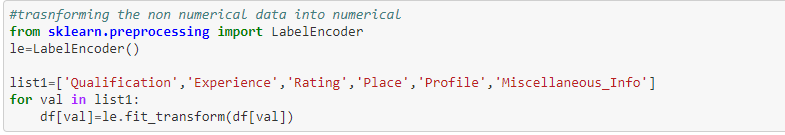 #trasnforming the non numerical data into numerical
from sklearn.preprocessing import LabelEncoder
le=LabelEncoder()
list1=['Qualification','Experience','Rating','Place','Profile','Miscellaneous_Info']
for val in list1:
    df[val]=le.fit_transform(df[val])